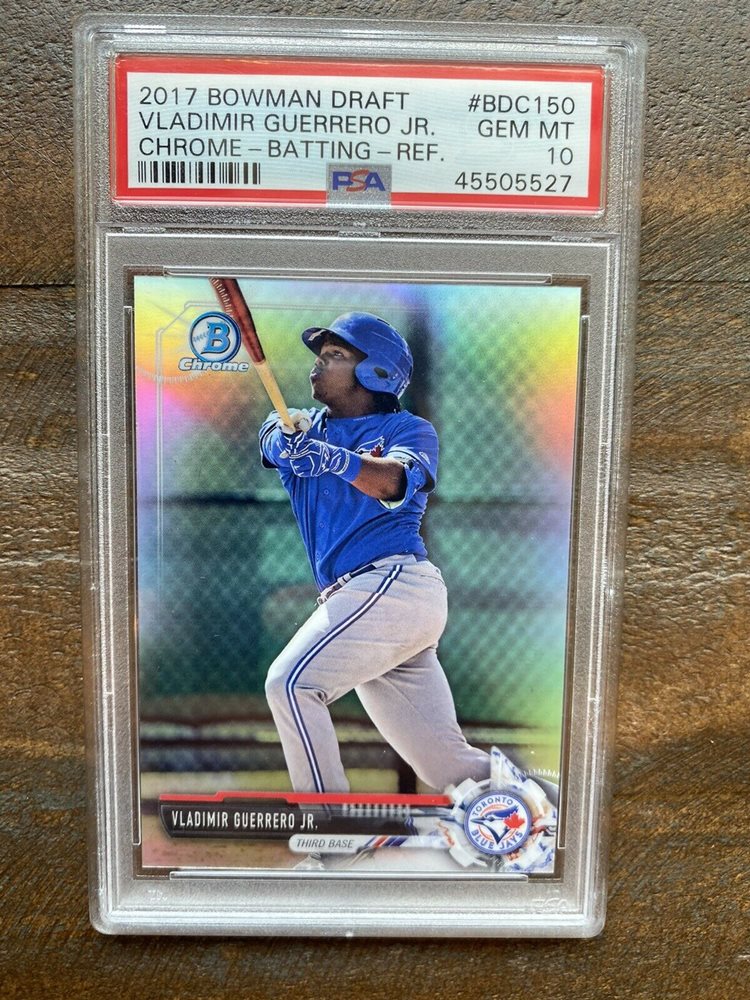 2017 BOWMAN DRAFT #BDC150
VLADIMIR GUERRERO JR. GEM MT
CHROME - BATTING - REF. 10
PSA 45505527
B
Chrome
VLADIMIR GUERRERO JR.
THIRD BASE
TORONTO
BLUE JAYS